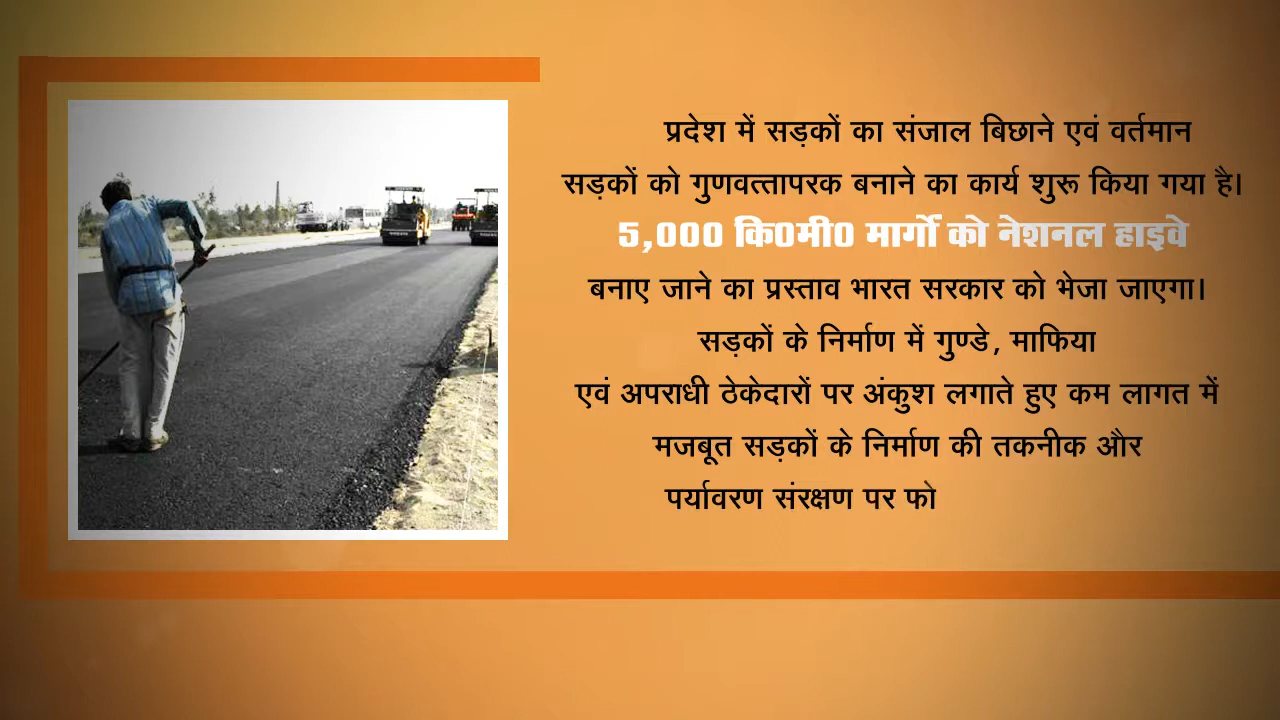 प्रदेश में सड़कों का संजाल बिछाने एवं वर्तमान
सड़कों को गुणवत्तापरक बनाने का कार्य शुरू किया गया है।
5,000 कि0मी0 मार्गो को नेशनल हाइवे
बनाए जाने का प्रस्ताव भारत सरकार को भेजा जाएगा।
सड़कों के निर्माण में गुण्डे, माफिया
एवं अपराधी ठेकेदारों पर अंकुश लगाते हुए कम लागत में
मजबूत सड़कों के निर्माण की तकनीक और
पर्यावरण संरक्षण पर फो